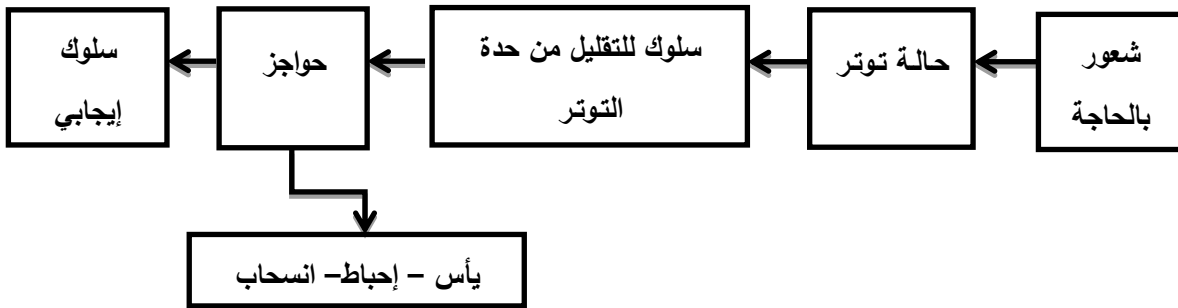 شعور
بالحاجة
حالة توتر
سلوك للتقليل من حدة
التوتر
حواجز
سلوك
إيجابي
يأس – إحباط– انسحاب